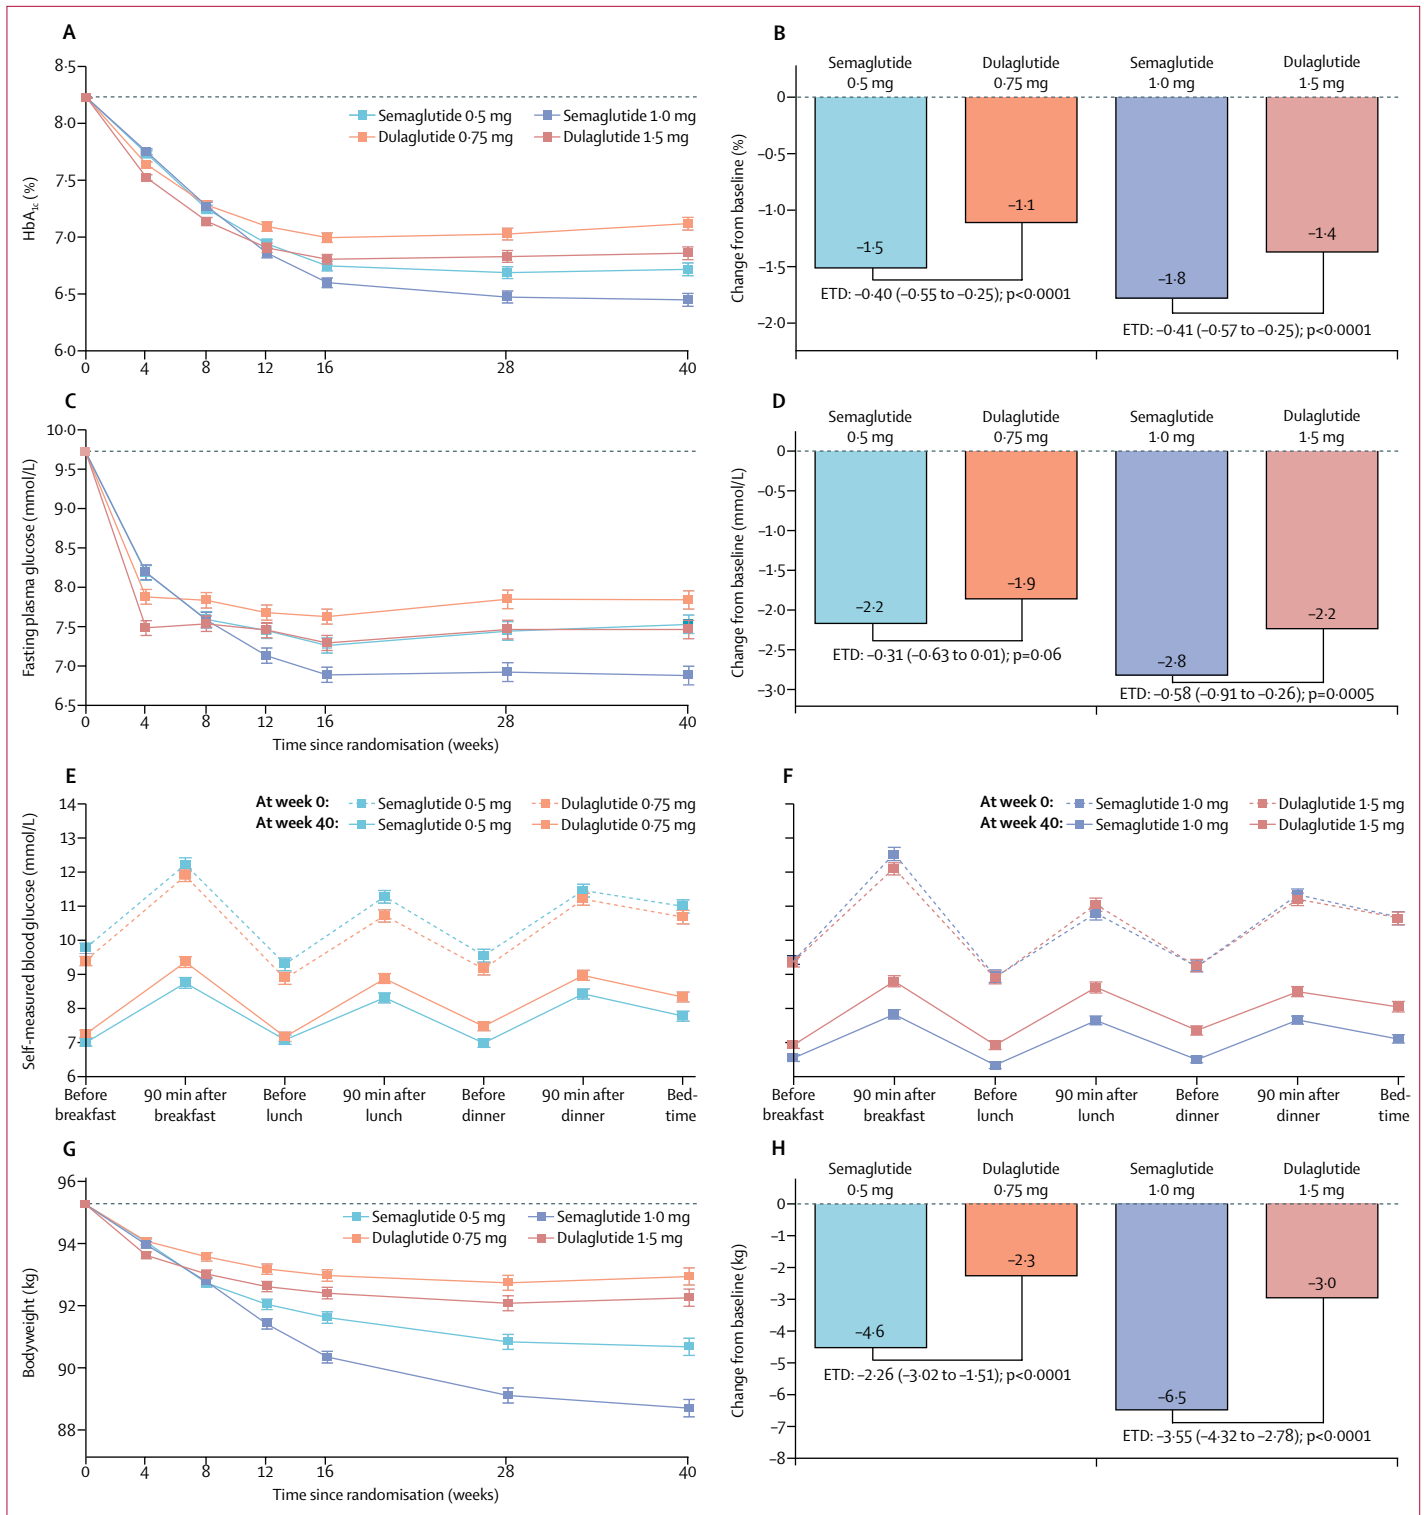 A
8·5
8·0
7·5
7·0
6·5
6·0
HbA1c (%)
Semaglutide 0·5 mg
Semaglutide 1·0 mg
Dulaglutide 0·75 mg
Dulaglutide 1·5 mg
0 4 8 12 16 28 40
B
Semaglutide 0·5 mg
Dulaglutide 0·75 mg
Semaglutide 1·0 mg
Dulaglutide 1·5 mg
0
–0·5
–1·0
–1·5
–2·0
Change from baseline (%)
–1·5
–1·1
–1·8
–1·4
ETD: –0·40 (–0·55 to –0·25); p<0·0001
ETD: –0·41 (–0·57 to –0·25); p<0·0001
C
10·0
9·5
9·0
8·5
8·0
7·5
7·0
6·5
Fasting plasma glucose (mmol/L)
0 4 8 12 16 28 40
Time since randomisation (weeks)
D
Semaglutide 0·5 mg
Dulaglutide 0·75 mg
Semaglutide 1·0 mg
Dulaglutide 1·5 mg
0
–0·5
–1·0
–1·5
–2·0
–2·5
–3·0
Change from baseline (mmol/L)
–2·2
–1·9
–2·8
–2·2
ETD: –0·31 (–0·63 to 0·01); p=0·06
ETD: –0·58 (–0·91 to –0·26); p=0·0005
E
14
13
12
11
10
9
8
7
6
Self-measured blood glucose (mmol/L)
At week 0: Semaglutide 0·5 mg Dulaglutide 0·75 mg
At week 40: Semaglutide 0·5 mg Dulaglutide 0·75 mg
Before breakfast
90 min after breakfast
Before lunch
90 min after lunch
Before dinner
90 min after dinner
Bed-time
F
At week 0: Semaglutide 1·0 mg Dulaglutide 1·5 mg
At week 40: Semaglutide 1·0 mg Dulaglutide 1·5 mg
Before breakfast
90 min after breakfast
Before lunch
90 min after lunch
Before dinner
90 min after dinner
Bed-time
G
96
94
92
90
88
Bodyweight (kg)
Semaglutide 0·5 mg
Semaglutide 1·0 mg
Dulaglutide 0·75 mg
Dulaglutide 1·5 mg
0 4 8 12 16 28 40
Time since randomisation (weeks)
H
Semaglutide 0·5 mg
Dulaglutide 0·75 mg
Semaglutide 1·0 mg
Dulaglutide 1·5 mg
0
–1
–2
–3
–4
–5
–6
–7
–8
Change from baseline (kg)
–4·6
–2·3
–6·5
–3·0
ETD: –2·26 (–3·02 to –1·51); p<0·0001
ETD: –3·55 (–4·32 to –2·78); p<0·0001